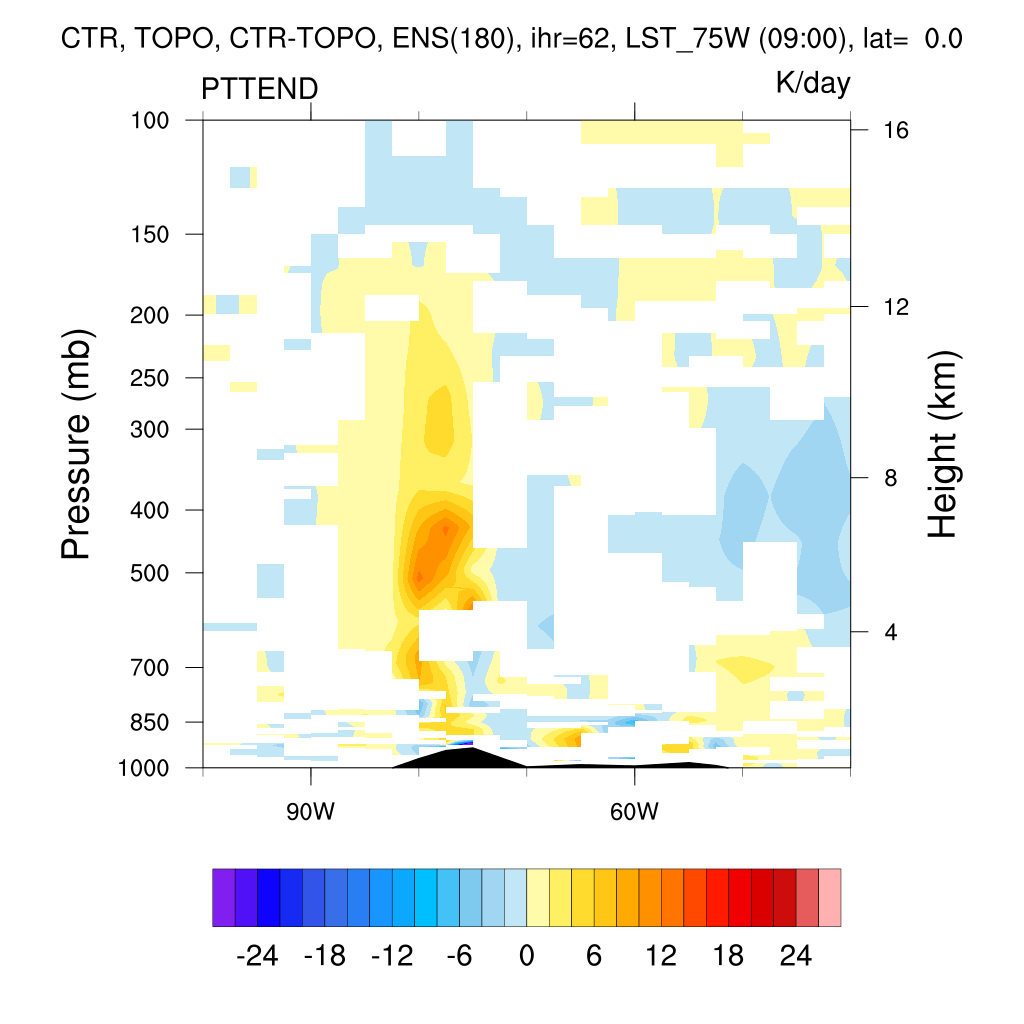 CTR, TOPO, CTR-TOPO, ENS(180), ihr=62, LST_75W (09:00), lat= 0.0
PTTEND K/day
100
150
200
250
300
400
500
700
850
1000
Pressure (mb)
16
12
8
4
Height (km)
90W 60W
-24 -18 -12 -6 0 6 12 18 24